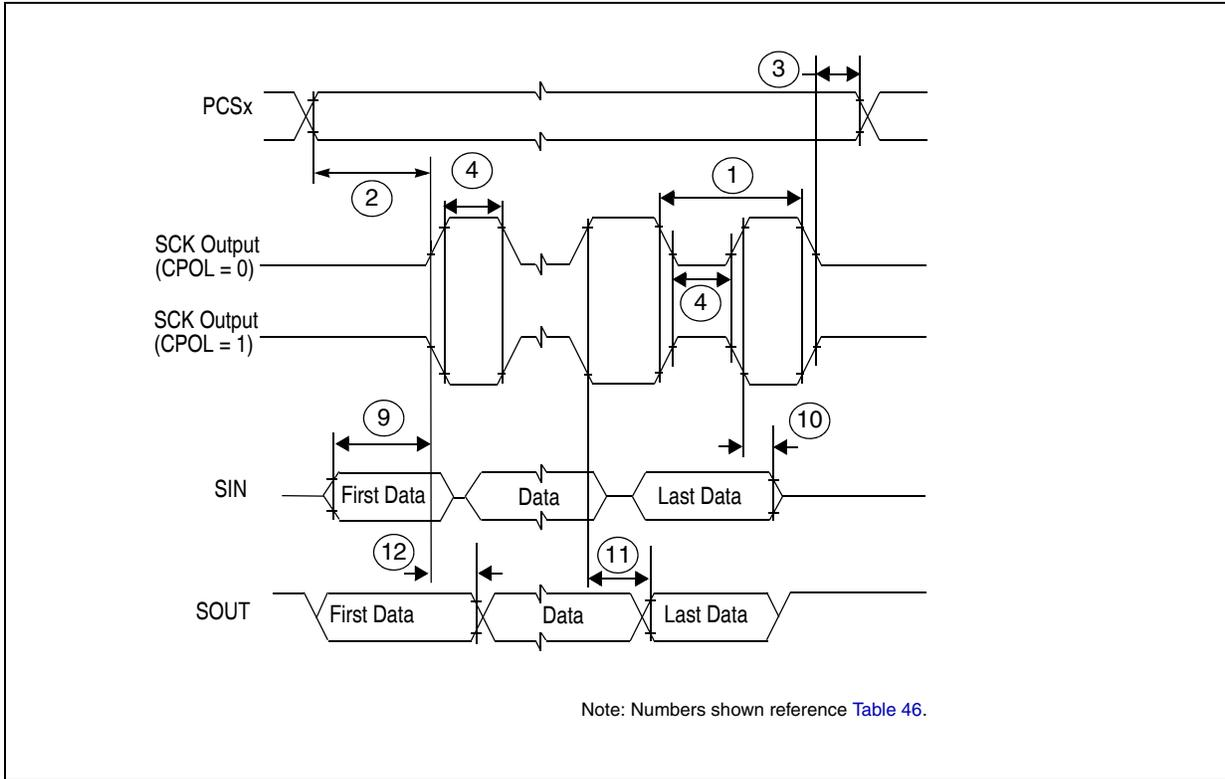 3
PCSx
4
1
2
SCK Output
(CPOL = 0)
4
SCK Output
(CPOL = 1)
9
10
SIN
First Data
Data
Last Data
12
11
SOUT
First Data
Data
Last Data
Note: Numbers shown reference Table 46.